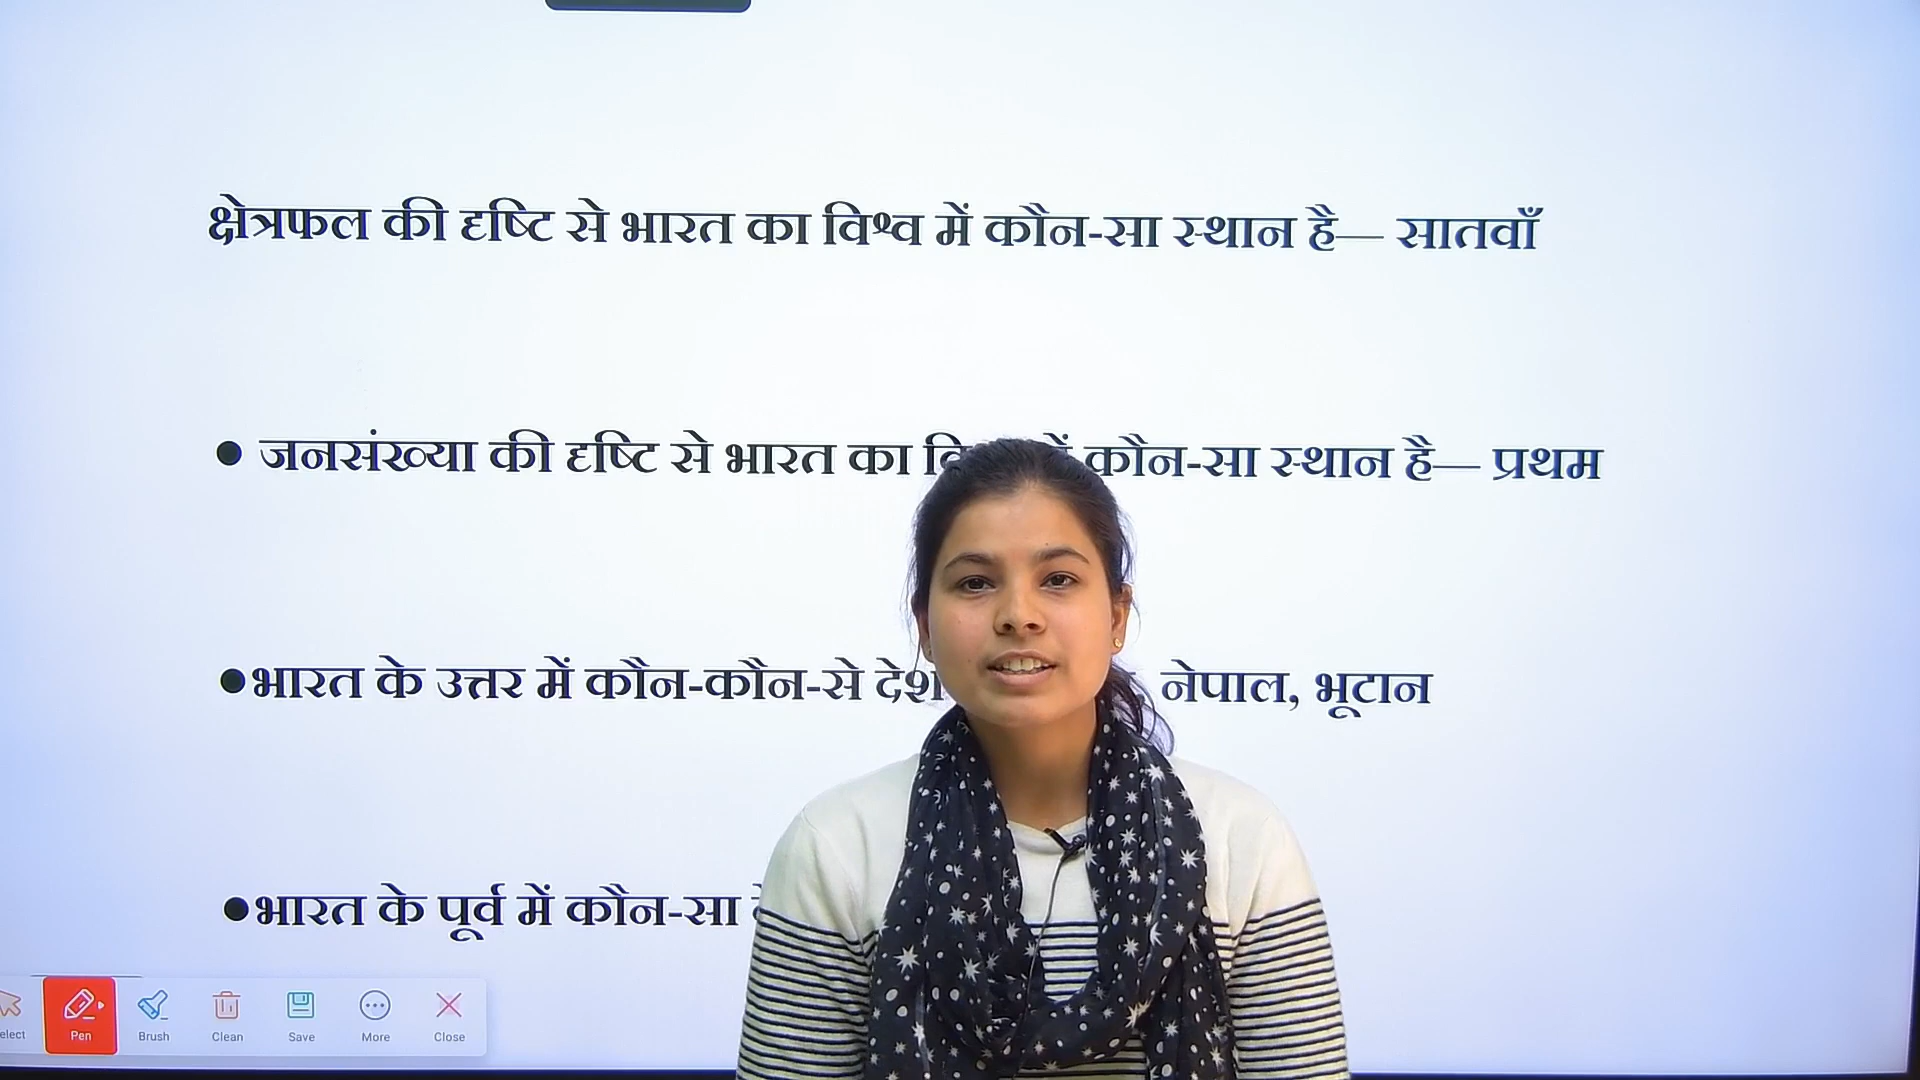 क्षेत्रफल की दृष्टि से भारत का विश्व में कौन-सा स्थान है— सातवाँ
● जनसंख्या की दृष्टि से भारत का कौन-सा स्थान है— प्रथम
●भारत के उत्तर में कौन-कौन-से देश नेपाल, भूटान
●भारत के पूर्व में कौन-सा
Pen Brush Clean Save More Close